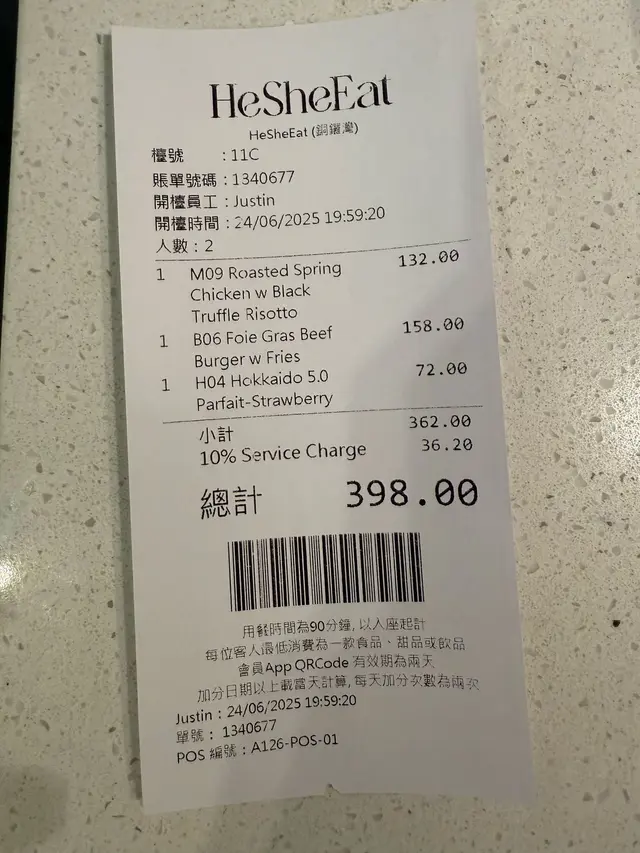 HeSheEat
HeSheEat (銅鑼灣)
檯號 : 11C
賬單號碼 : 1340677
開檯員工 : Justin
開檯時間 : 24/06/2025 19:59:20
人數 : 2
1 M09 Roasted Spring 132.00
Chicken w Black
Truffle Risotto
1 B06 Foie Gras Beef 158.00
Burger w Fries
1 H04 Hokkaido 5.0 72.00
Parfait-Strawberry
小計 362.00
10% Service Charge 36.20
總計 398.00
用餐時間為90分鐘, 以入座起計
每位客人最低消費為一款食品、甜品或飲品
會員App QRCode 有效期為兩天
加分日期以上載當天計算, 每天加分次數為兩次
Justin : 24/06/2025 19:59:20
單號 : 1340677
POS 編號 : A126-POS-01